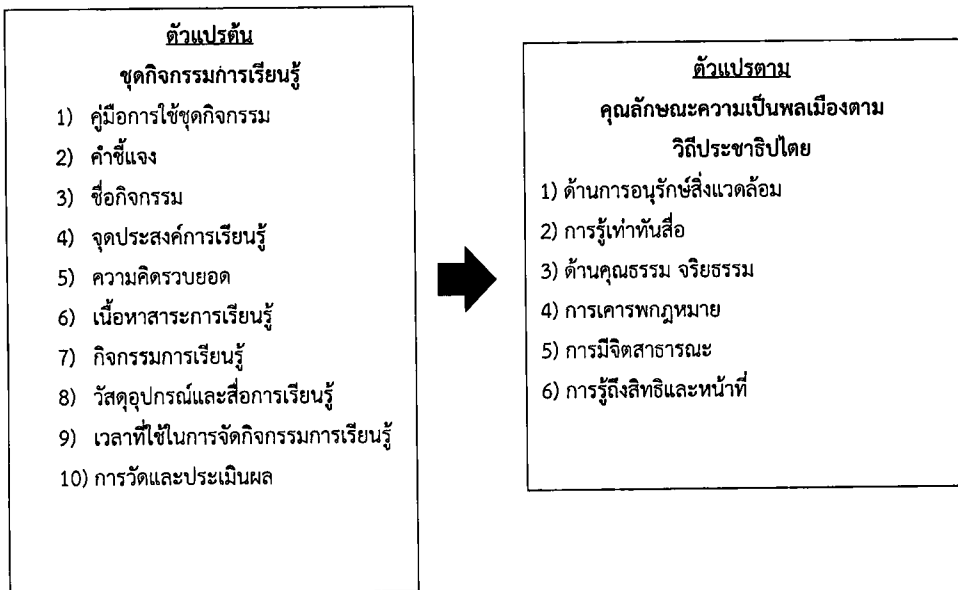 ตัวแปรต้น
ชุดกิจกรรมการเรียนรู้
1) คู่มือการใช้ชุดกิจกรรม
2) คำชี้แจง
3) ชื่อกิจกรรม
4) จุดประสงค์การเรียนรู้
5) ความคิดรวบยอด
6) เนื้อหาสาระการเรียนรู้
7) กิจกรรมการเรียนรู้
8) วัสดุอุปกรณ์และสื่อการเรียนรู้
9) เวลาที่ใช้ในการจัดกิจกรรมการเรียนรู้
10) การวัดและประเมินผล
ตัวแปรตาม
คุณลักษณะความเป็นพลเมืองตาม
วิถีประชาธิปไตย
1) ด้านการอนุรักษ์สิ่งแวดล้อม
2) การรู้เท่าทันสื่อ
3) ด้านคุณธรรม จริยธรรม
4) การเคารพกฎหมาย
5) การมีจิตสาธารณะ
6) การรู้ถึงสิทธิและหน้าที่